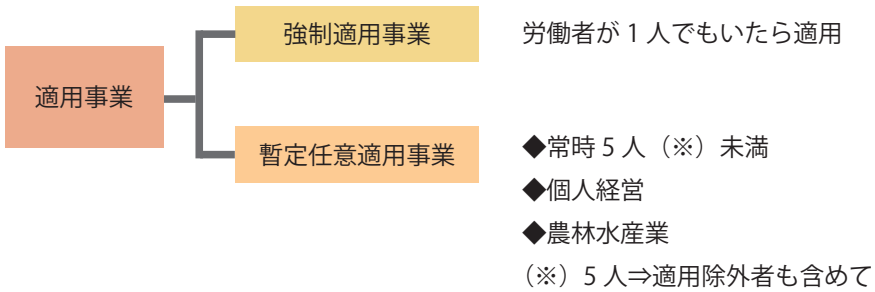 適用事業
強制適用事業
労働者が 1 人でもいたら適用
暫定任意適用事業
◆常時 5 人（※）未満
◆個人経営
◆農林水産業
（※）5 人⇒適用除外者も含めて